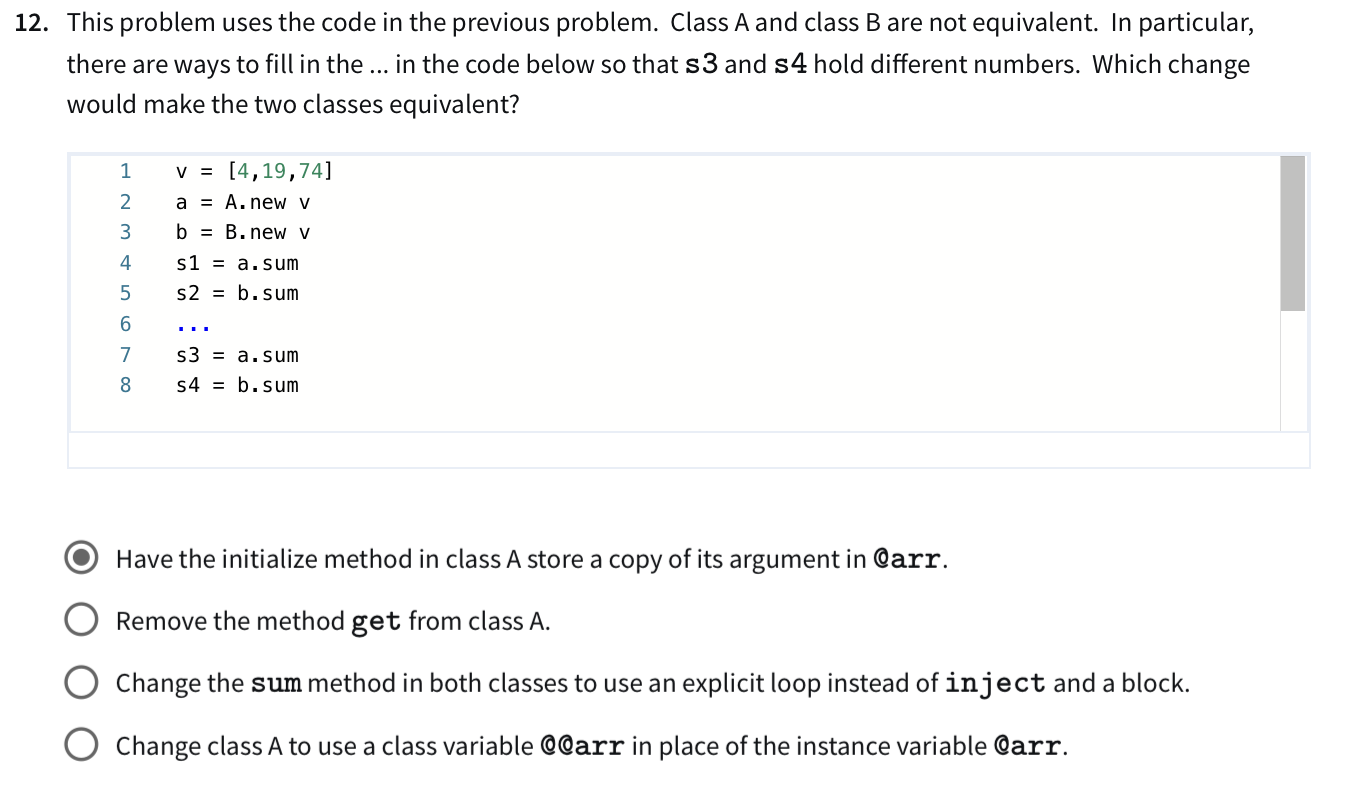 12. This problem uses the code in the previous problem. Class A and class B are not equivalent. In particular,
there are ways to fill in the ... in the code below so that s3 and s4 hold different numbers. Which change
would make the two classes equivalent?
1 v = [4,19,74]
2 a = A.new v
3 b = B.new v
4 s1 = a.sum
5 s2 = b.sum
6 ...
7 s3 = a.sum
8 s4 = b.sum
Have the initialize method in class A store a copy of its argument in @arr.
Remove the method get from class A.
Change the sum method in both classes to use an explicit loop instead of inject and a block.
Change class A to use a class variable @@arr in place of the instance variable @arr.